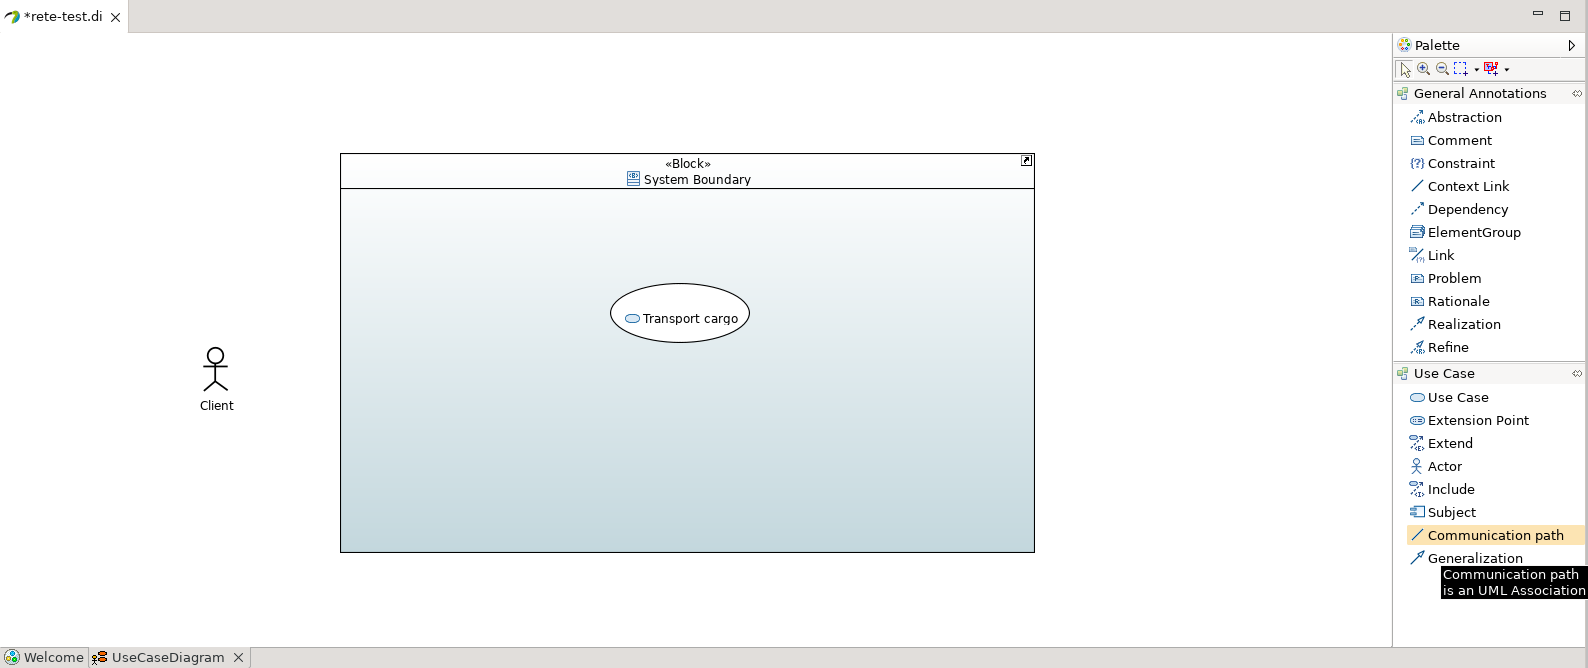 *rete-test.di
Palette
General Annotations
Abstraction
Comment
Constraint
Context Link
Dependency
ElementGroup
Link
Problem
Rationale
Realization
Refine
Use Case
Use Case
Extension Point
Extend
Actor
Include
Subject
Communication path
Generalization
Communication path
is an UML Association
«Block»
System Boundary
Transport cargo
Client
Welcome
UseCaseDiagram